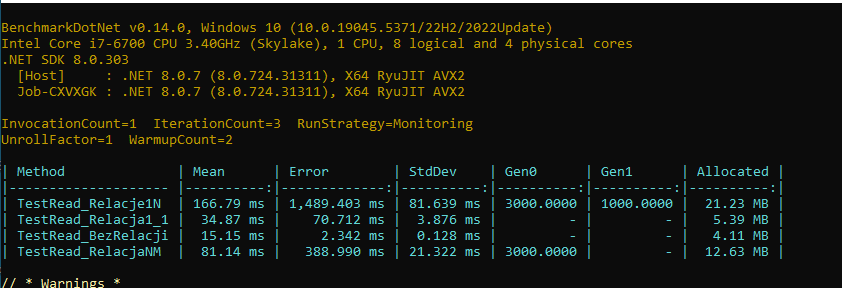 BenchmarkDotNet v0.14.0, Windows 10 (10.0.19045.5371/22H2/2022Update)
Intel Core i7-6700 CPU 3.40GHz (Skylake), 1 CPU, 8 logical and 4 physical cores
.NET SDK 8.0.303
  [Host]     : .NET 8.0.7 (8.0.724.31311), X64 RyuJIT AVX2
  Job-CXVXGK : .NET 8.0.7 (8.0.724.31311), X64 RyuJIT AVX2
InvocationCount=1  IterationCount=3  RunStrategy=Monitoring
UnrollFactor=1  WarmupCount=2
| Method              | Mean      | Error        | StdDev    | Gen0      | Gen1      | Allocated |
|-------------------- |----------:|-------------:|----------:|----------:|----------:|----------:|
| TestRead_Relacje1N  | 166.79 ms | 1,489.403 ms | 81.639 ms | 3000.0000 | 1000.0000 |  21.23 MB |
| TestRead_Relacja1_1 |  34.87 ms |    70.712 ms |  3.876 ms |         - |         - |   5.39 MB |
| TestRead_BezRelacji |  15.15 ms |     2.342 ms |  0.128 ms |         - |         - |   4.11 MB |
| TestRead_RelacjaNM  |  81.14 ms |   388.990 ms | 21.322 ms | 3000.0000 |         - |  12.63 MB |
// * Warnings *